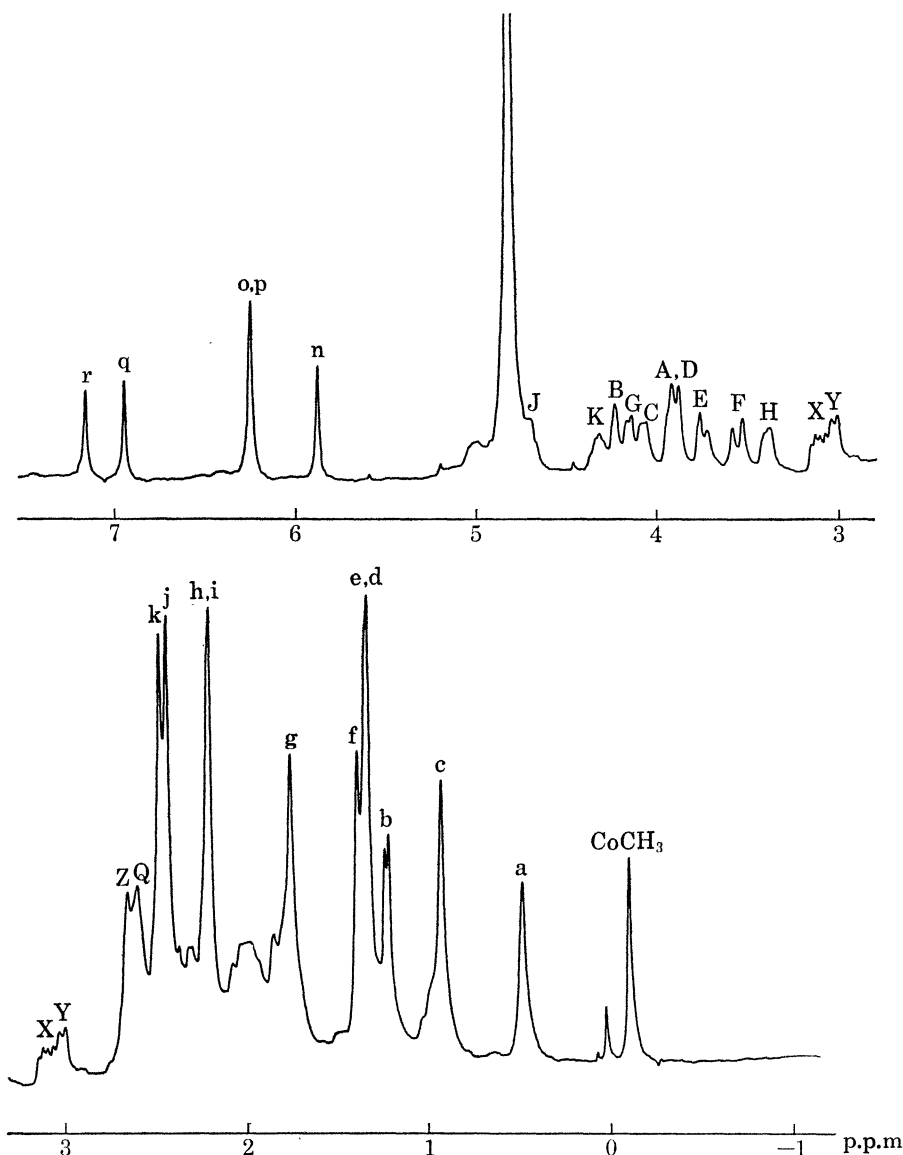 o,p
r
q
n
J
K
B
G
C
A,D
E
F
H
X
Y
7
6
5
4
3
e,d
h,i
j
k
g
f
c
b
CoCH₃
Z
Q
a
Y
X
3
2
1
0
−1
p.p.m